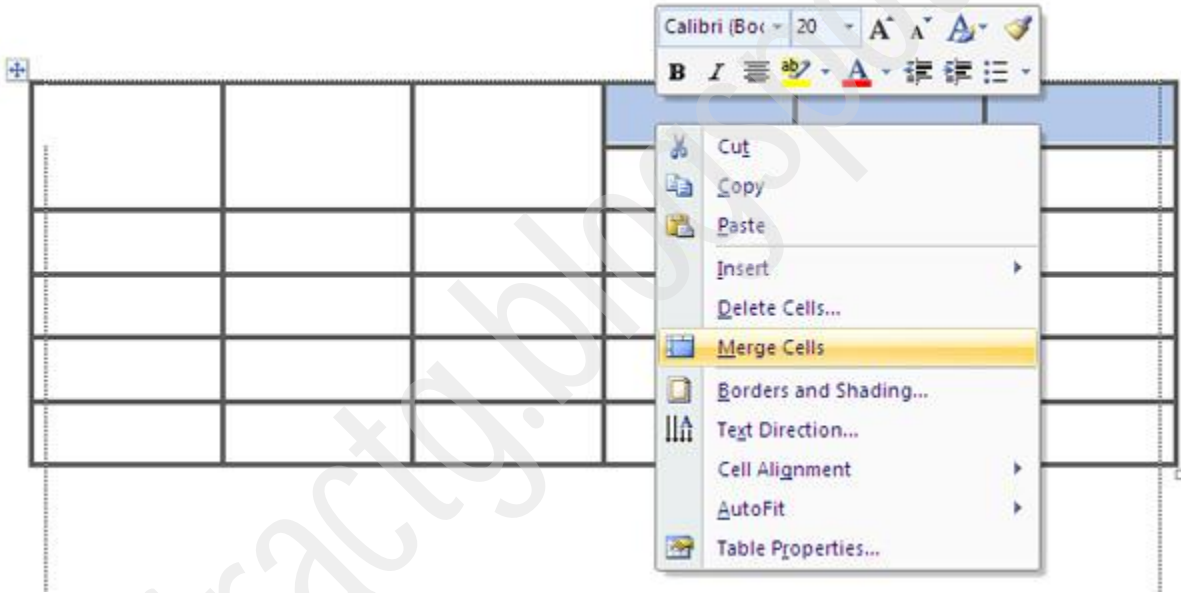 Calibri (Boc 20 A A A
B I ab A
Cut
Copy
Paste
Insert
Delete Cells...
Merge Cells
Borders and Shading...
A Text Direction...
Cell Alignment
AutoFit
Table Properties...